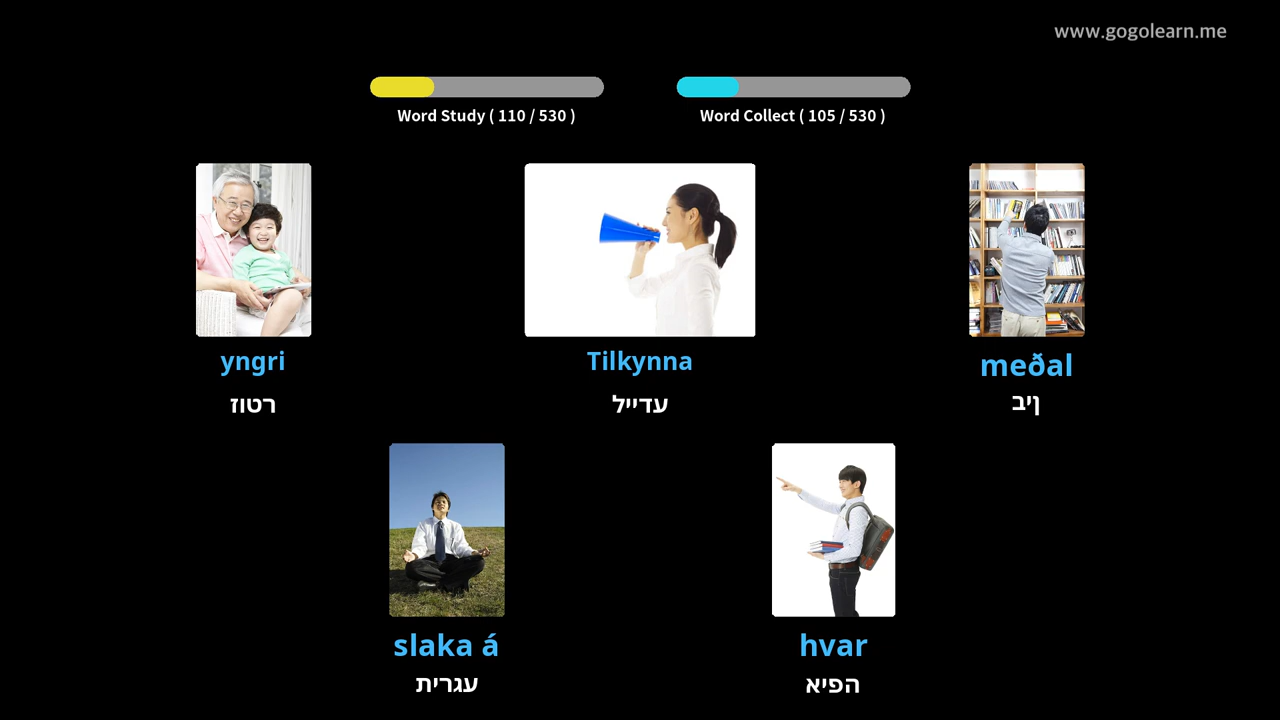 www.gogolearn.me
Word Study ( 110 / 530 )
Word Collect ( 105 / 530 )
yngri
רטוז
Tilkynna
עדייל
meðal
ןיב
slaka á
עגרית
hvar
הפיא